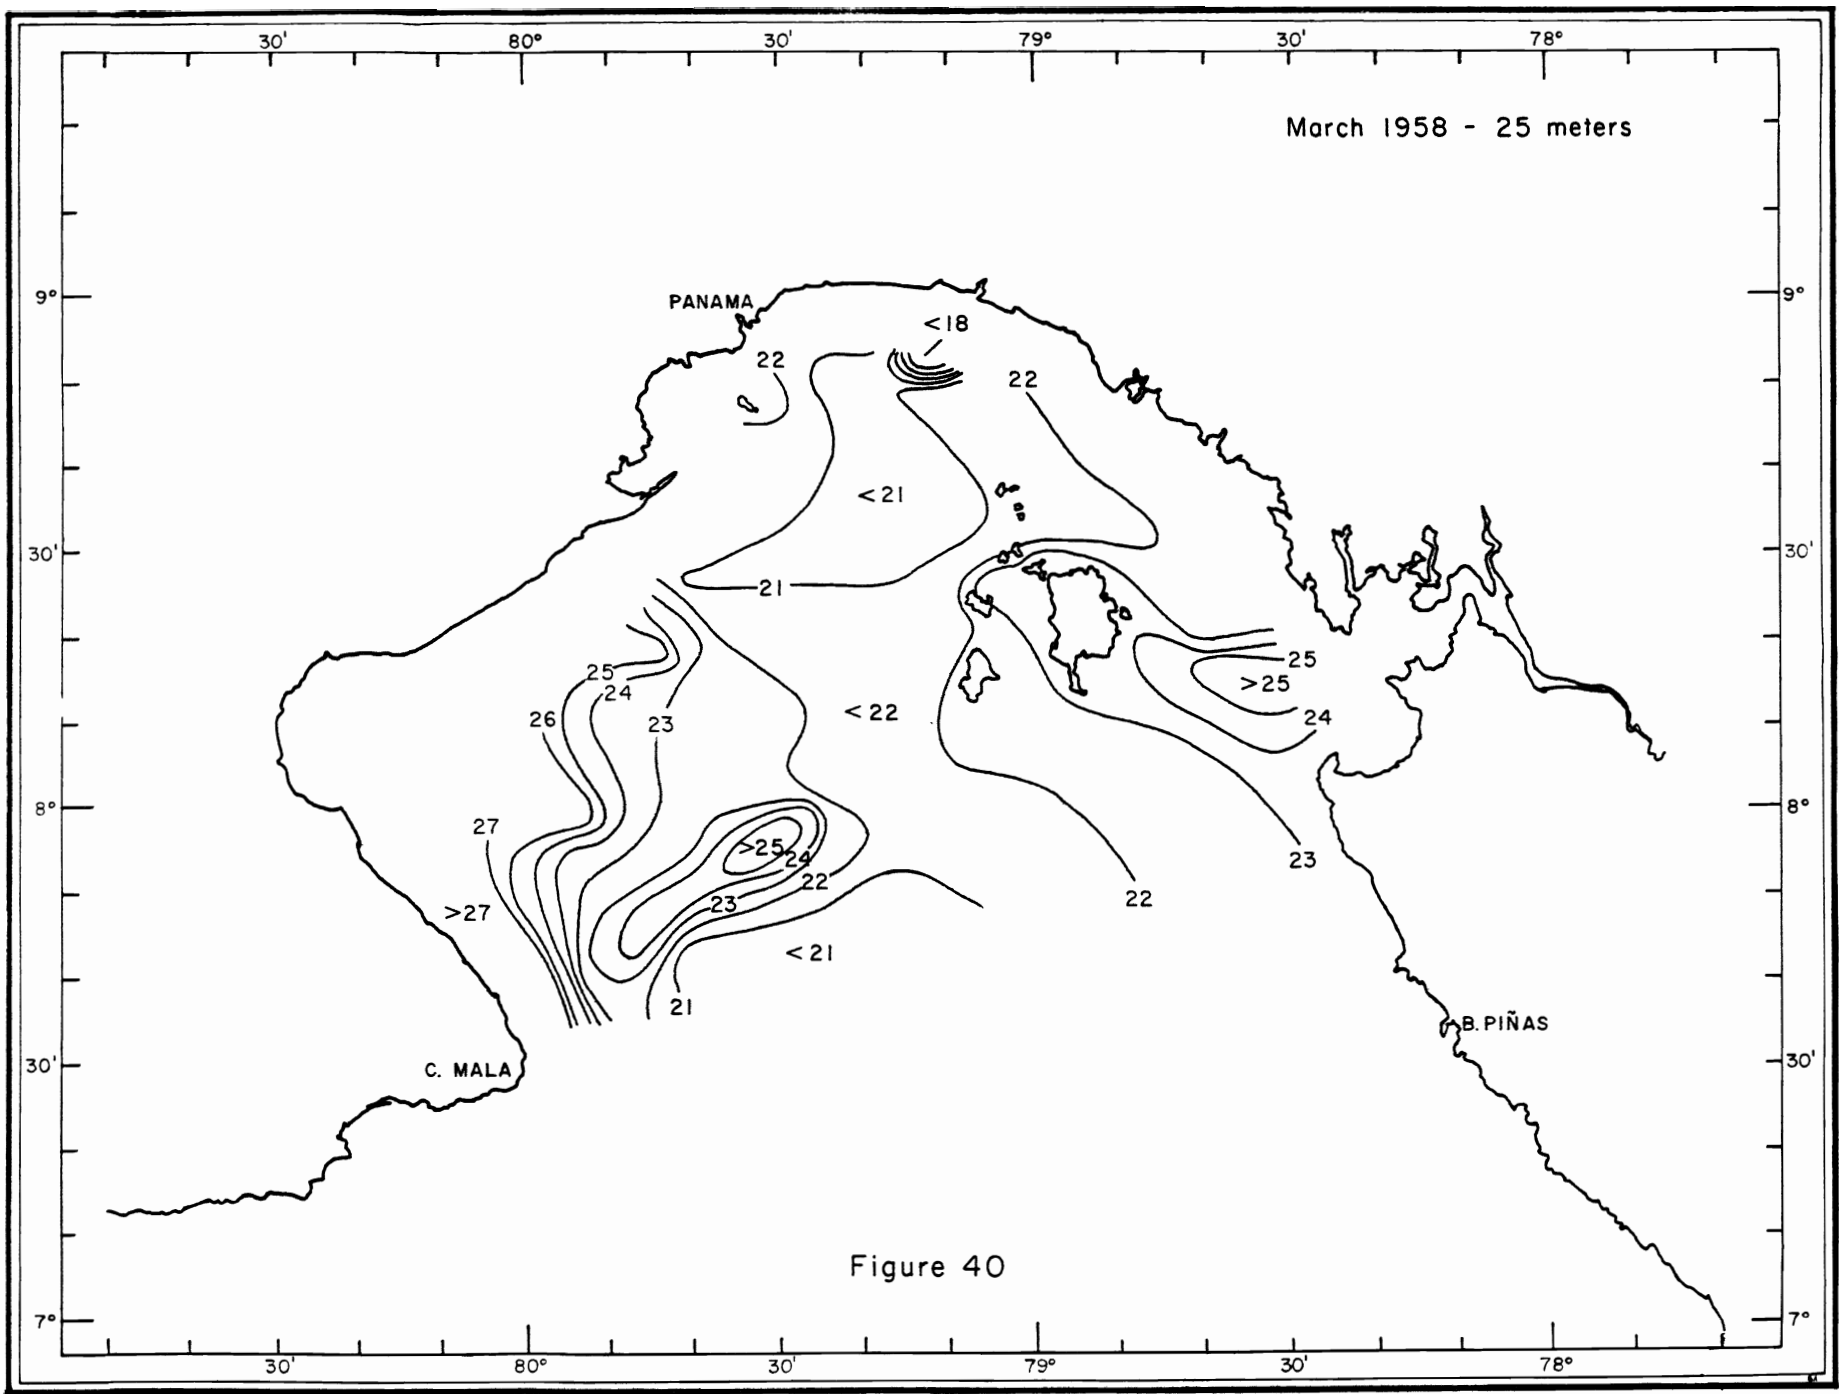 30' 80° 30' 79° 30' 78°
March 1958 - 25 meters
9° 9°
PANAMA
<18
22 22
<21
30' 30'
21
25 25
24 >25
26 23 <22 24
8° 8°
27 >25 24
22 23
23 22
>27
<21
21
B. PIÑAS
30' 30'
C. MALA
Figure 40
7° 7°
30' 80° 30' 79° 30' 78°